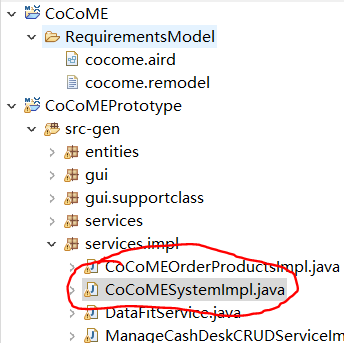 CoCoME
RequirementsModel
cocome.aird
cocome.remodel
CoCoMEPrototype
src-gen
entities
gui
gui.supportclass
services
services.impl
CoCoMEOrderProductsImpl.java
CoCoMESystemImpl.java
DataFitService.java
ManageCashDeskCRUDServiceIm